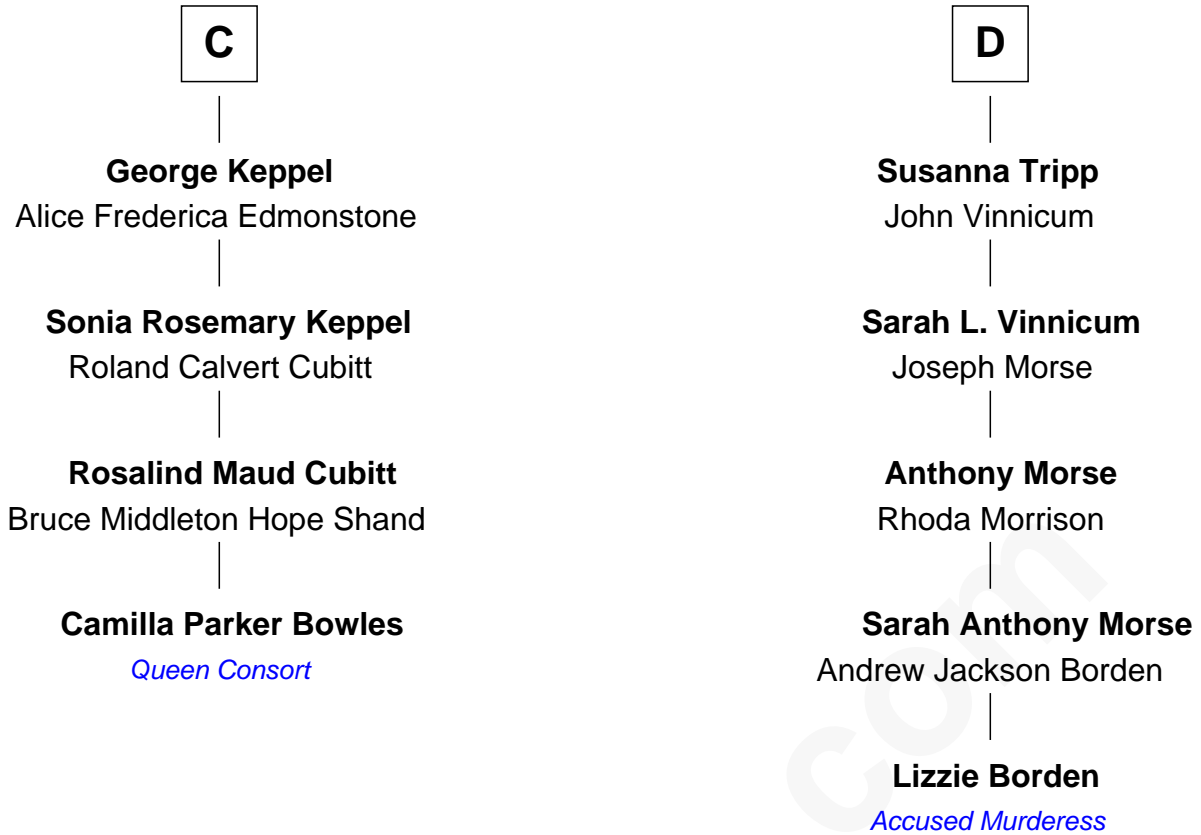 C
George Keppel
Alice Frederica Edmonstone
Sonia Rosemary Keppel
Roland Calvert Cubitt
Rosalind Maud Cubitt
Bruce Middleton Hope Shand
Camilla Parker Bowles
Queen Consort
D
Susanna Tripp
John Vinnicum
Sarah L. Vinnicum
Joseph Morse
Anthony Morse
Rhoda Morrison
Sarah Anthony Morse
Andrew Jackson Borden
Lizzie Borden
Accused Murderess
com